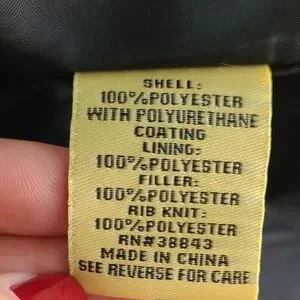 SHELL:
100%POLYESTER
WITH POLYURETHANE
COATING
LINING:
100%POLYESTER
FILLER:
100%POLYESTER
RIB KNIT:
100%POLYESTER
RN#38843
MADE IN CHINA
SEE REVERSE FOR CARE